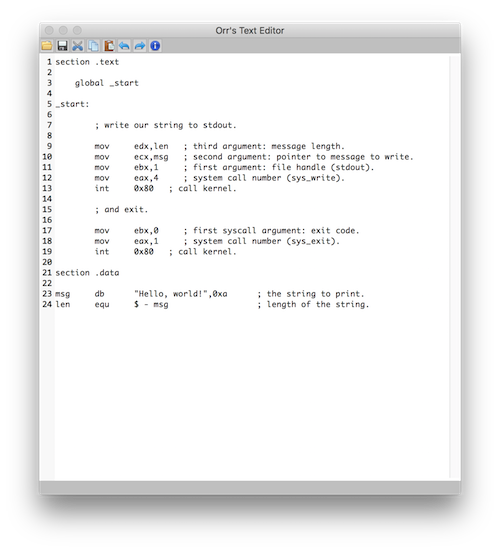 Orr's Text Editor
1 section .text
2
3 global _start
4
5 _start:
6
7 ; write our string to stdout.
8
9 mov edx,len ; third argument: message length.
10 mov ecx,msg ; second argument: pointer to message to write.
11 mov ebx,1 ; first argument: file handle (stdout).
12 mov eax,4 ; system call number (sys_write).
13 int 0x80 ; call kernel.
14
15 ; and exit.
16
17 mov ebx,0 ; first syscall argument: exit code.
18 mov eax,1 ; system call number (sys_exit).
19 int 0x80 ; call kernel.
20
21 section .data
22
23 msg db "Hello, world!",0xa ; the string to print.
24 len equ $ - msg ; length of the string.